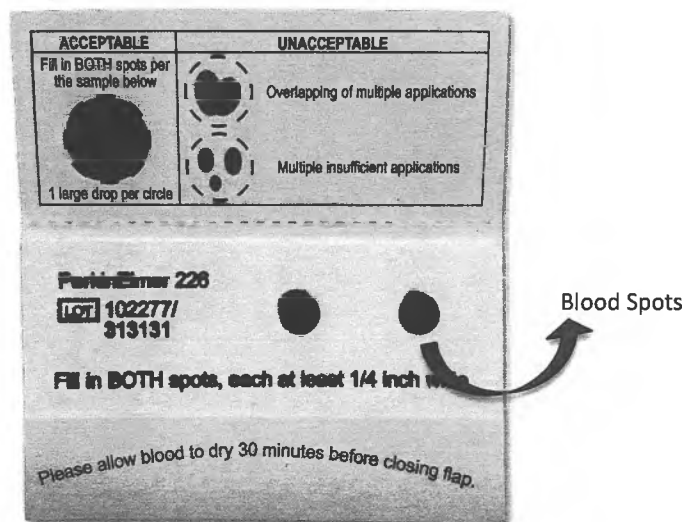 ACCEPTABLE
Fill in BOTH spots per
the sample below
1 large drop per circle
UNACCEPTABLE
Overlapping of multiple applications
Multiple insufficient applications
PerkinElmer 226
LOT 102277/
313131
Fill in BOTH spots, each at least 1/4 inch wide.
Please allow blood to dry 30 minutes before closing flap.
Blood Spots